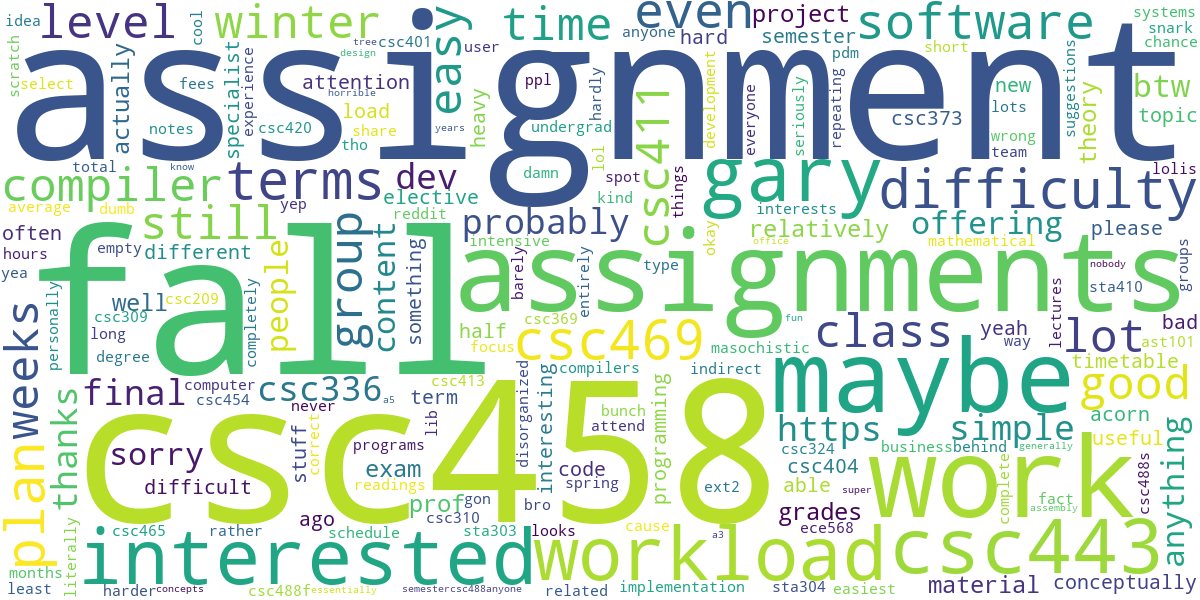 idea
level
cool
winter
csc401
tree
design
user
easy
time
even
anyone
hard
project
semester
software
systems
snark
chance
scratch
select
actually
fees
specialist
experience
attention
horrible
ppl
load
heavy
hardly
csc411
short
pdm
new
lots
suggestions
btw
topic
assignment
notes
csc420
years
share
tho
undergrad
lol
development
everyone
seriously
repeating
csc373
wrong
team
theory
total
know
compiler
terms
dev
damn
spot
things
gary
difficulty
lolis
average
dumb
yep
elective
kind
interests
okay
still
reddit
probably
relatively
offering
please
often
empty
different
people
group
content
something
intensive
barely
entirely
type
office
mathematical
nobody
sta410
groups
hours
yea
fall
assignments
personally
weeks
well
csc209
csc309
long
degree
completely
half
focus
csc369
csc469
fun
masochistic
class
yeah
way
lot
lectures
bad
ast101
timetable
final
computer
csc454
csc336
a5
csc413
term
compilers
indirect
maybe
good
plan
thanks
never
lib
disorganized
interesting
bunch
attend
programming
https
simple
acorn
useful
anything
csc458
sorry
difficult
stuff
correct
programs
exam
readings
code
spring
ext2
csc324
csc404
business
behind
generally
able
work
complete
fact
assembly
csc488s
literally
csc465
ago
rather
prof
gon
csc310
bro
schedule
sta303
looks
cause
a3
grades
ece568
super
months
least
interested
workload
csc443
harder
concepts
csc488f
essentially
semestercsc488anyone
related
implementation
sta304
easiest
material
conceptually